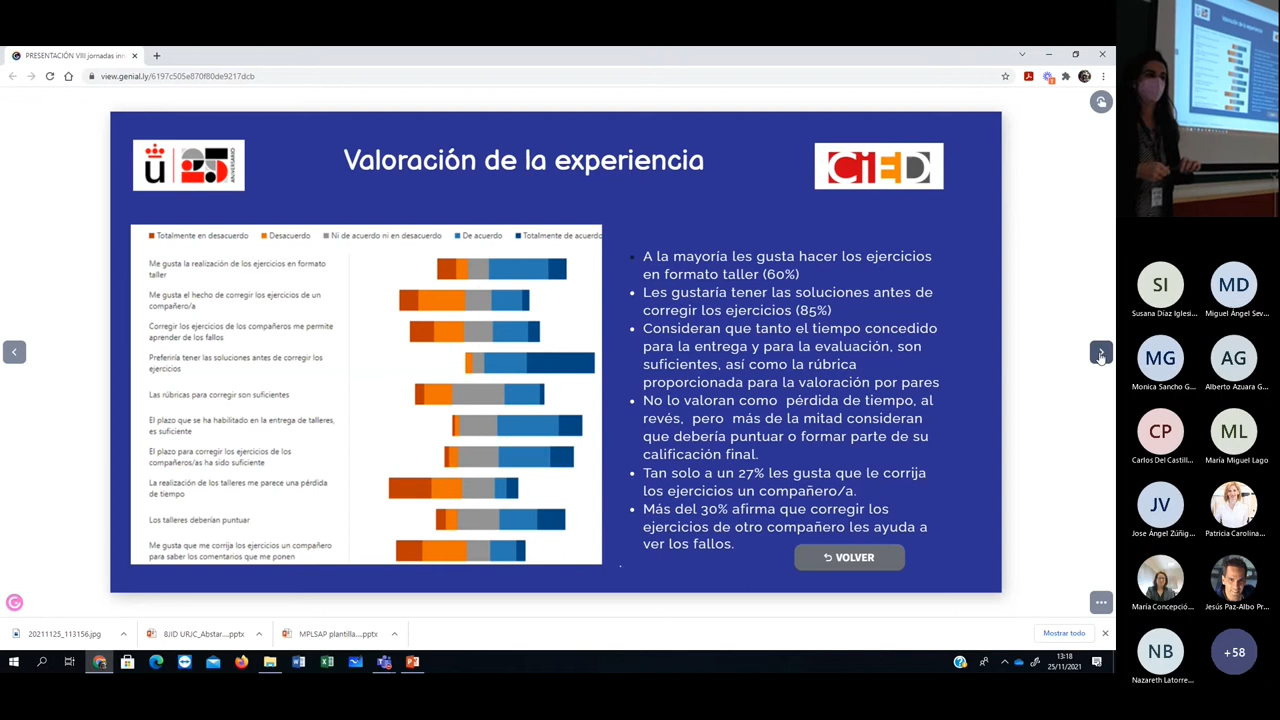 PRESENTACIÓN VIII jornadas inn
view.genial.ly/6197c505e870f80de9217dcb
ú
25
ANIVERSARIO
Valoración de la experiencia
CiED
Totalmente en desacuerdo
Desacuerdo
Ni de acuerdo ni en desacuerdo
De acuerdo
Totalmente de acuerdo
Me gusta la realización de los ejercicios en formato
taller
Me gusta el hecho de corregir los ejercicios de un
compañero/a
Corregir los ejercicios de los compañeros me permite
aprender de los fallos
Preferiría tener las soluciones antes de corregir los
ejercicios
Las rúbricas para corregir son suficientes
El plazo que se ha habilitado en la entrega de talleres,
es suficiente
El plazo para corregir los ejercicios de los
compañeros/as ha sido suficiente
La realización de los talleres me parece una pérdida
de tiempo
Los talleres deberían puntuar
Me gusta que me corrija los ejercicios un compañero
para saber los comentarios que me ponen
• A la mayoría les gusta hacer los ejercicios
en formato taller (60%)
• Les gustaría tener las soluciones antes de
corregir los ejercicios (85%)
• Consideran que tanto el tiempo concedido
para la entrega y para la evaluación, son
suficientes, así como la rúbrica
proporcionada para la valoración por pares
• No lo valoran como pérdida de tiempo, al
revés, pero más de la mitad consideran
que debería puntuar o formar parte de su
calificación final.
• Tan solo a un 27% les gusta que le corrija
los ejercicios un compañero/a.
• Más del 30% afirma que corregir los
ejercicios de otro compañero les ayuda a
ver los fallos.
VOLVER
20211125_113156.jpg
8JID URJC_Abstar....pptx
MPLSAP plantilla....pptx
Mostrar todo
13:18
25/11/2021
Valoración de la experiencia
SI
Susana Díaz Iglesi...
MD
Miguel Ángel Sev...
MG
Monica Sancho G...
AG
Alberto Azuara G...
CP
Carlos Del Castill...
ML
María Miguel Lago
JV
Jose Ángel Zúñig...
Patricia Carolina...
María Concepció...
Jesús Paz-Albo Pr...
NB
Nazareth Latorre...
+58